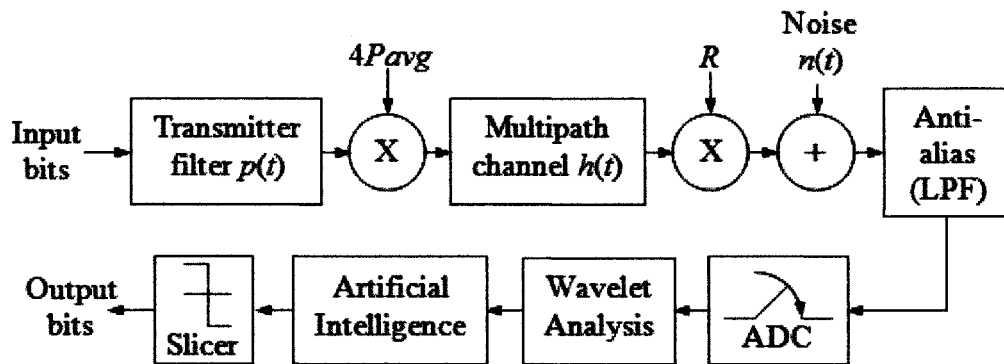 Noise
n(t)
4Pavg
R
Input
bits
Transmitter
filter p(t)
X
Multipath
channel h(t)
X
+
Anti-
alias
(LPF)
Output
bits
Slicer
Artificial
Intelligence
Wavelet
Analysis
ADC